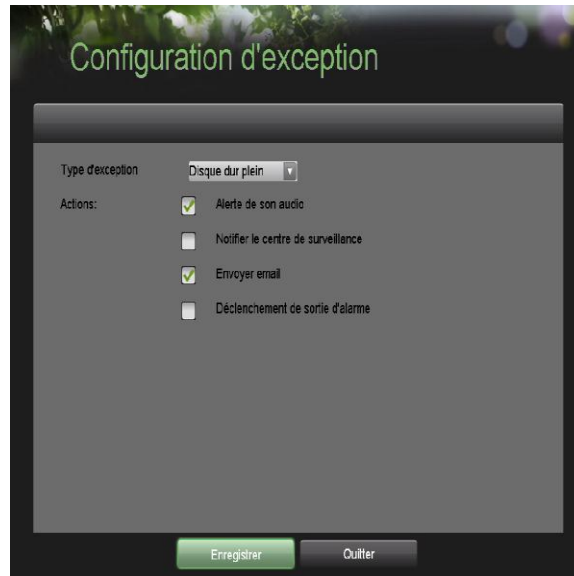 Configuration d'exception
Type d'exception Disque dur plein
Actions: Alerte de son audio
Notifier le centre de surveillance
Envoyer email
Déclenchement de sortie d'alarme
Enregistrer Quitter